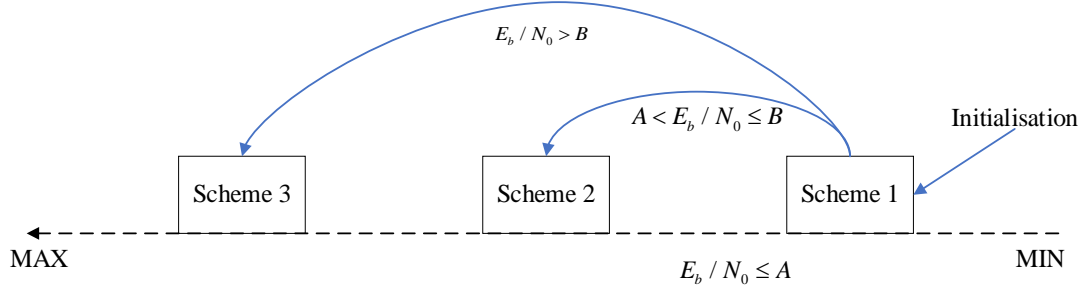 E_b / N_0 > B
A < E_b / N_0 ≤ B
Initialisation
Scheme 3
Scheme 2
Scheme 1
MAX
MIN
E_b / N_0 ≤ A